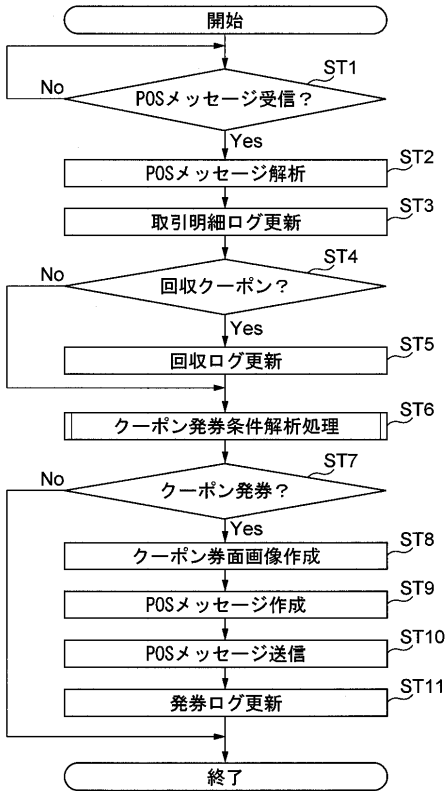 開始
ST1
No
POSメッセージ受信？
Yes
ST2
POSメッセージ解析
ST3
取引明細ログ更新
ST4
No
回収クーポン？
Yes
ST5
回収ログ更新
ST6
クーポン発券条件解析処理
ST7
No
クーポン発券？
Yes
ST8
クーポン券面画像作成
ST9
POSメッセージ作成
ST10
POSメッセージ送信
ST11
発券ログ更新
終了